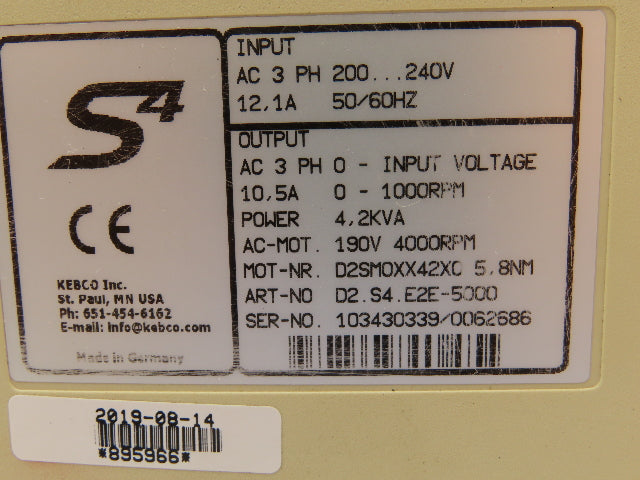 S4
CE
KEBCO Inc.
St. Paul, MN USA
Ph: 651-454-6162
E-mail: info@kebco.com
Made in Germany
INPUT
AC 3 PH 200...240V
12,1A 50/60HZ
OUTPUT
AC 3 PH 0 - INPUT VOLTAGE
10,5A 0 - 1000RPM
POWER 4,2KVA
AC-MOT. 190V 4000RPM
MOT-NR. D2SM0XX42X0 5,8NM
ART-NO D2.S4.E2E-5000
SER-NO. 103430339/0062686
2019-08-14
*895966*